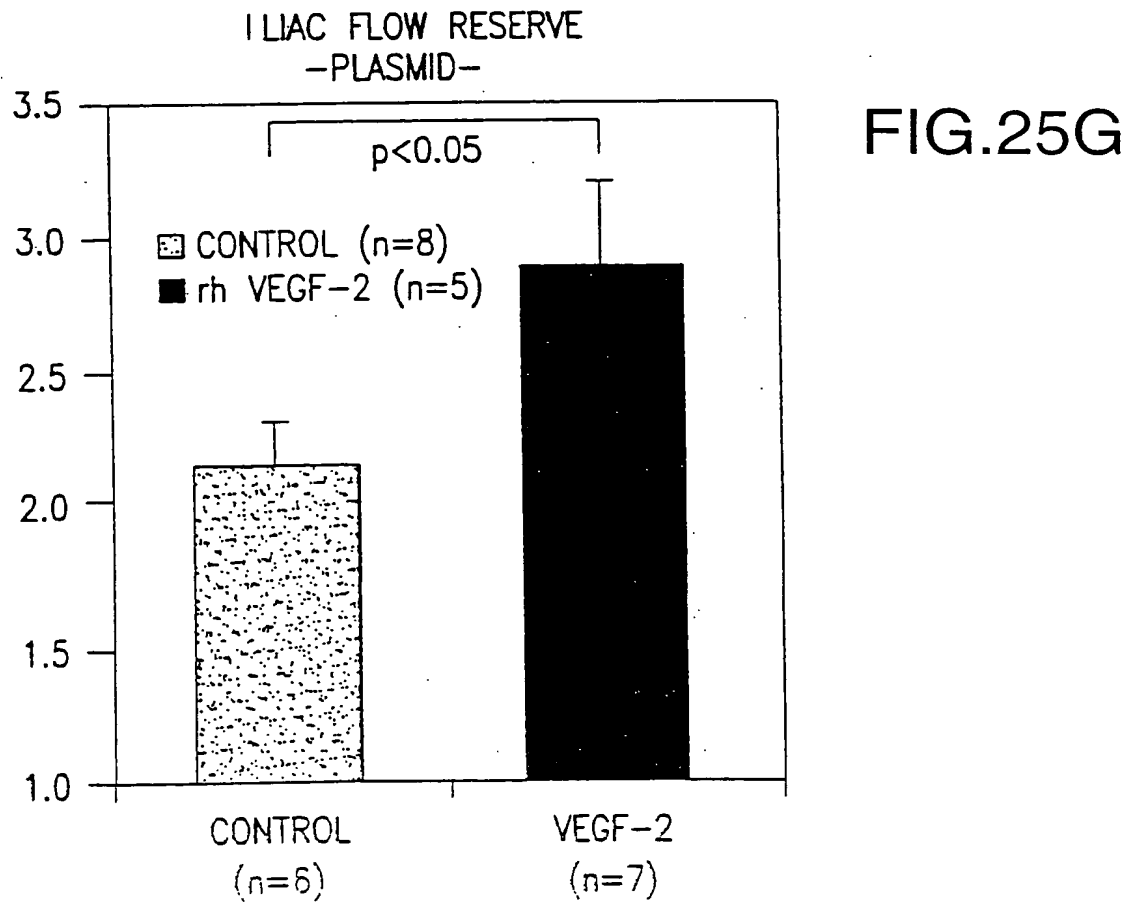 ILIAC FLOW RESERVE
-PLASMID-
FIG.25G
3.5
p<0.05
3.0
CONTROL (n=8)
rh VEGF-2 (n=5)
2.5
2.0
1.5
1.0
CONTROL
VEGF-2
(n=6)
(n=7)